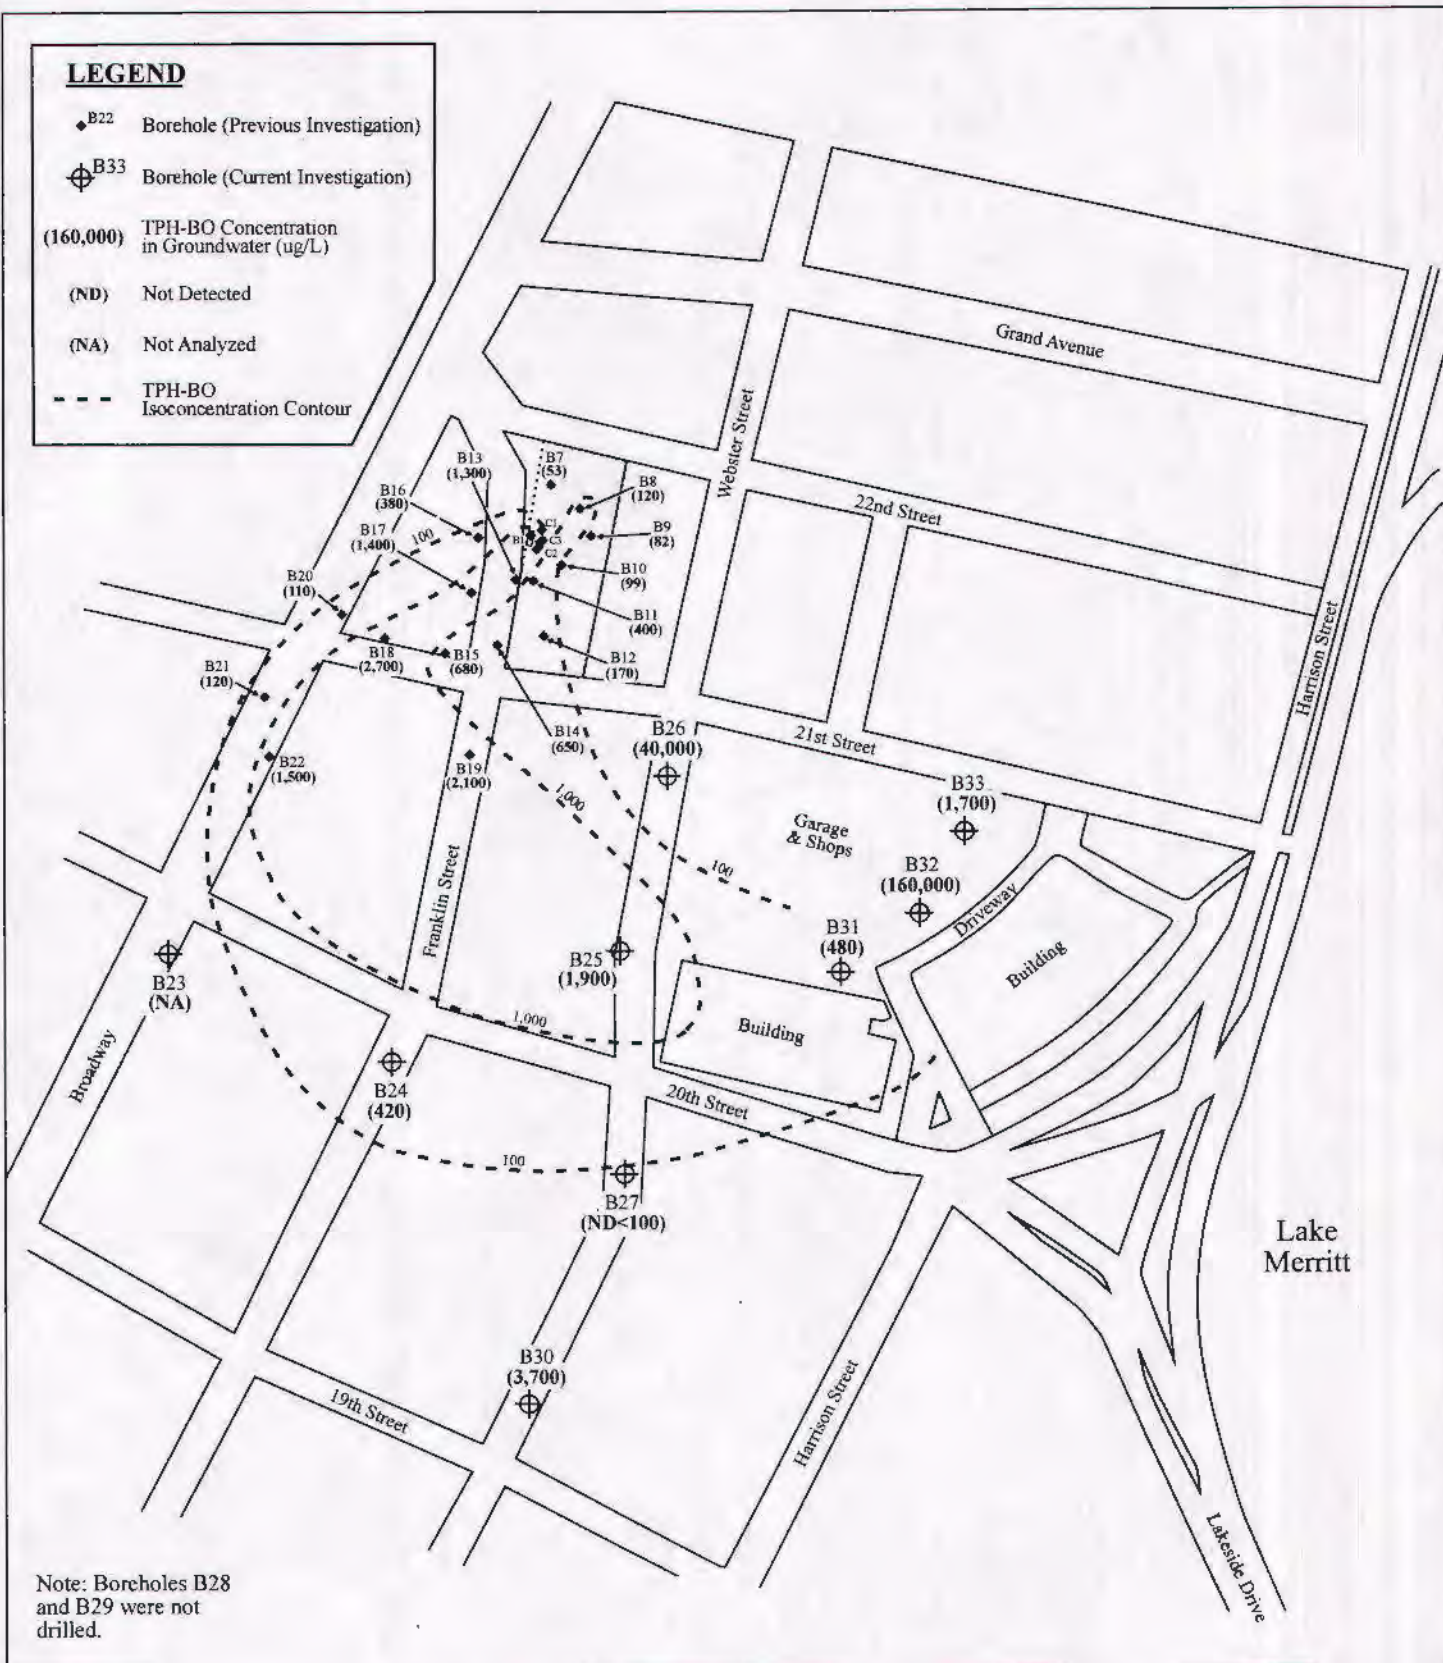 LEGEND
B22 Borehole (Previous Investigation)
B33 Borehole (Current Investigation)
(160,000) TPH-BO Concentration
in Groundwater (ug/L)
(ND) Not Detected
(NA) Not Analyzed
TPH-BO
Isoconcentration Contour
Grand Avenue
Webster Street
22nd Street
Harrison Street
B13
(1,300)
B7
(53)
B16
(380)
B8
(120)
B17
(1,400)
100
C1
C3
C2
B9
(82)
B20
(110)
B10
(99)
B11
(400)
B21
(120)
B18
(2,700)
B15
(680)
B12
(170)
B14
(650)
B26
(40,000)
21st Street
B22
(1,500)
B19
(2,100)
1,000
B33
(1,700)
Garage
& Shops
100
B32
(160,000)
Driveway
Franklin Street
B31
(480)
Building
B25
(1,900)
B23
(NA)
1,000
Building
Broadway
B24
(420)
20th Street
100
B27
(ND<100)
Lake
Merritt
B30
(3,700)
19th Street
Harrison Street
Lakeside Drive
Note: Boreholes B28
and B29 were not
drilled.